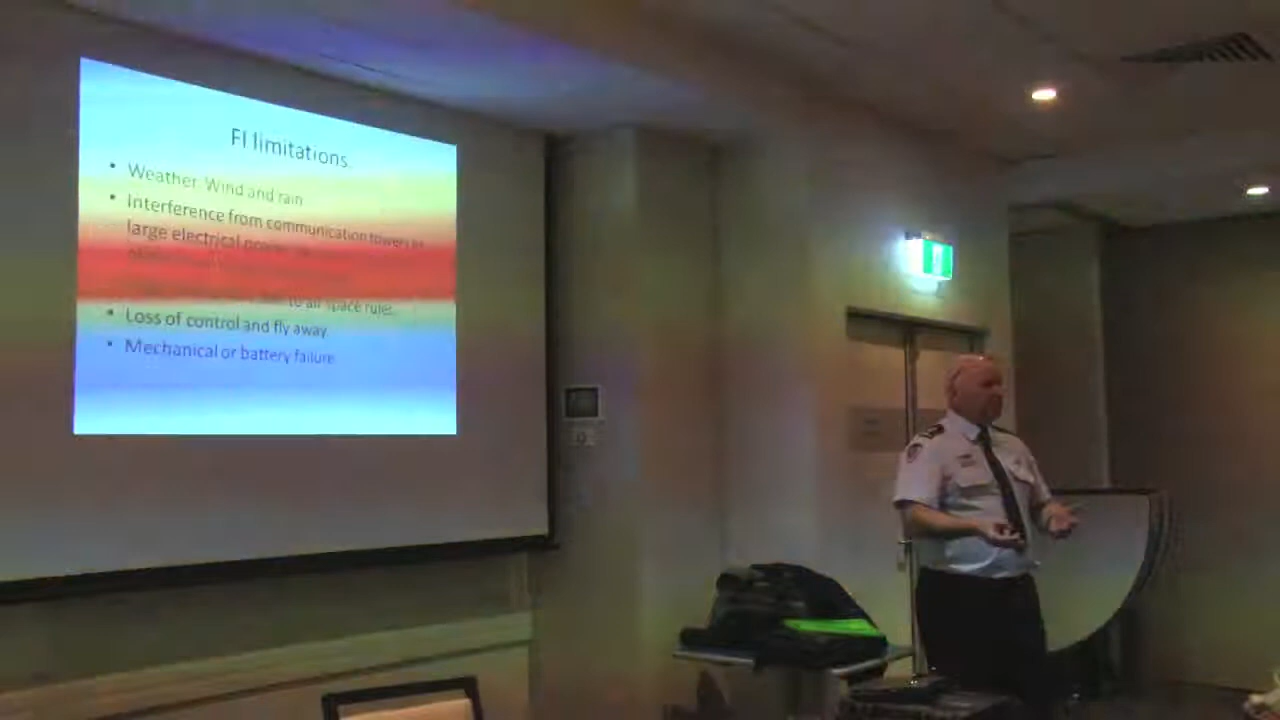 FI limitations
• Weather. Wind and rain
• Interference from communication towers or
large electrical
to air space rules
• Loss of control and fly away
• Mechanical or battery failure